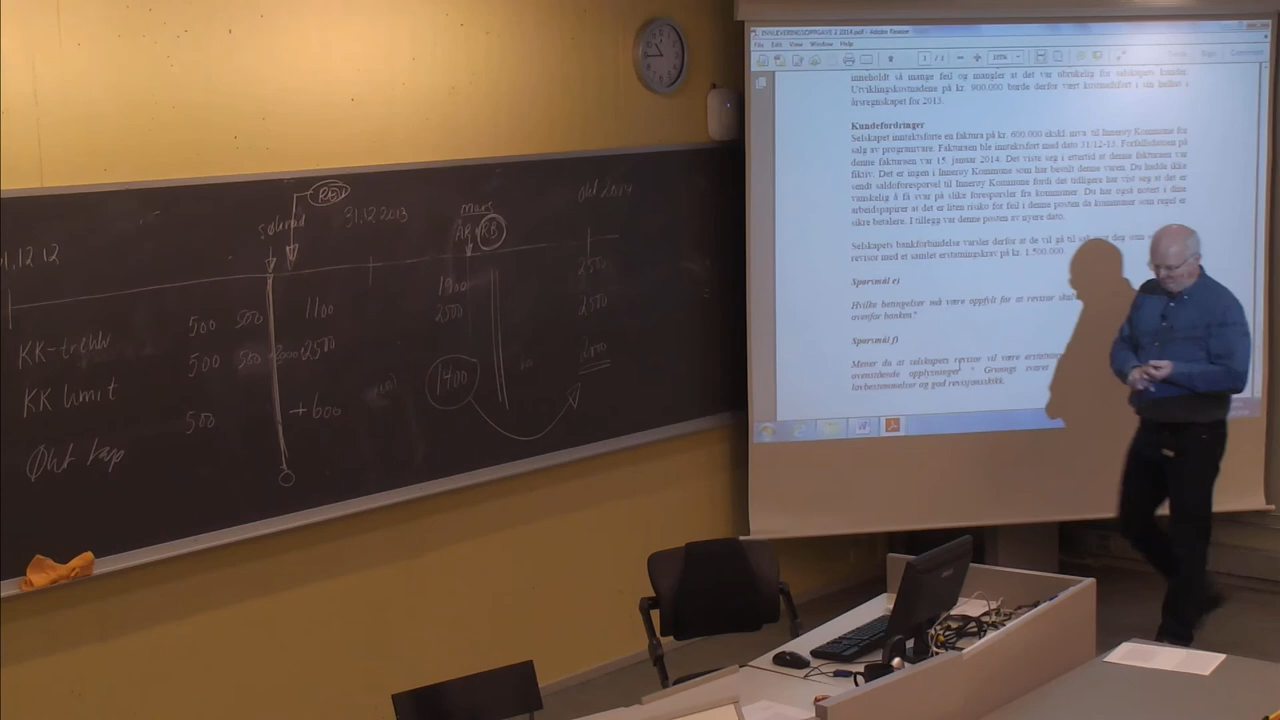 INNLEVERINGSOPPGAVE 2 2014.pdf - Adobe Reader
File Edit View Window Help
inneholdt så mange feil og mangler at det var ubrukelig for selskapets kunder
Utviklingskostnadene på kr. 900.000 burde derfor vært kostnadsført i sin helhet i
årsregnskapet for 2013.
Kundefordringer
Selskapet inntektsførte en faktura på kr. 600.000 ekskl. mva til Inderøy Kommune for
salg av programvare. Fakturaen ble inntektsført med dato 31/12-13. Forfallsdatoen på
denne fakturaen var 15. januar 2014. Det viste seg i ettertid at denne fakturaen var
fiktiv. Det er ingen i Inderøy Kommune som har bestilt denne varen. Du hadde ikke
sendt saldoforespørsel til Inderøy Kommune fordi det tidligere har vist seg at det er
vanskelig å få svar på slike forespørsler fra kommuner. Du har også notert i dine
arbeidspapirer at det er liten risiko for feil i denne posten da kommuner som regel er
sikre betalere. I tillegg var denne posten av nyere dato.
Selskapets bankforbindelse varsler derfor at de vil gå til
revisor med et samlet erstatningskrav på kr. 1.500.000.
Spørsmål e)
Hvilke betingelser må være oppfylt for at revisor skal
ovenfor banken?
Spørsmål f)
Mener du at selskapets revisor vil være
ovenstående opplysninger? Grunngi svaret
lovbestemmelser og god revisjonsskikk.
RB
søknad
31.12.2013
mars
ÅR RB
okt 2014
KK-trekk 500 500 1100 1900 2500
KK limit 500 500 2000 2500 2500 2500
Økt tap 500 +600 1400